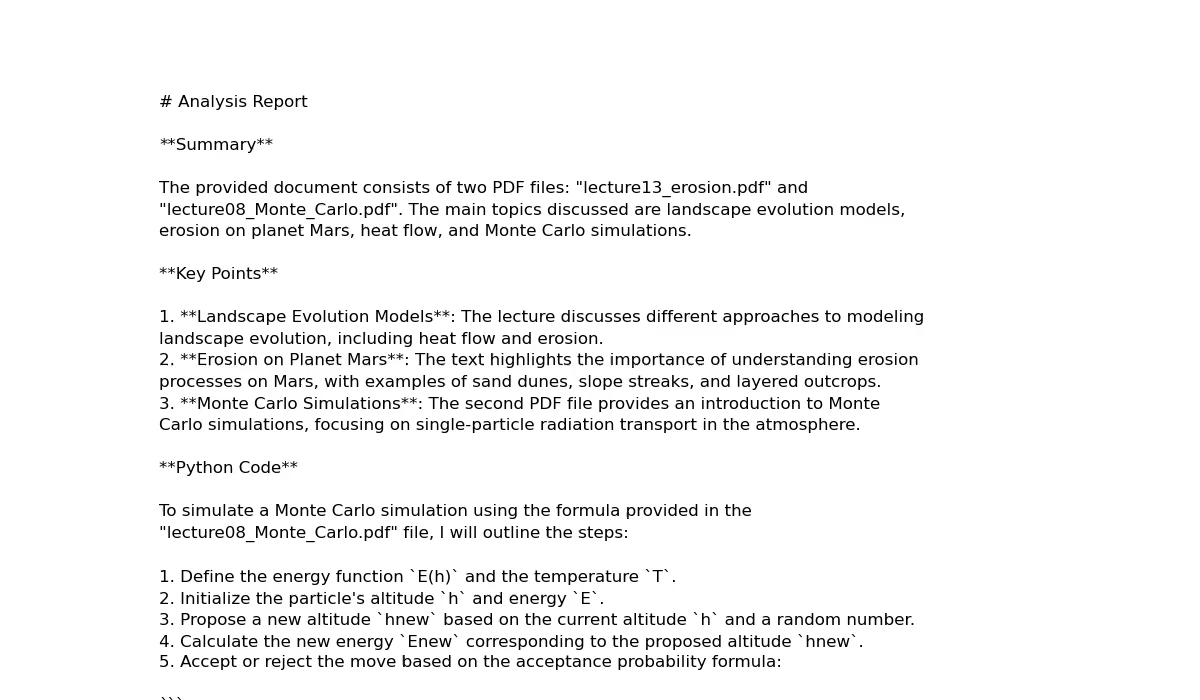 # Analysis Report
**Summary**
The provided document consists of two PDF files: "lecture13_erosion.pdf" and
"lecture08_Monte_Carlo.pdf". The main topics discussed are landscape evolution models,
erosion on planet Mars, heat flow, and Monte Carlo simulations.
**Key Points**
1. **Landscape Evolution Models**: The lecture discusses different approaches to modeling
landscape evolution, including heat flow and erosion.
2. **Erosion on Planet Mars**: The text highlights the importance of understanding erosion
processes on Mars, with examples of sand dunes, slope streaks, and layered outcrops.
3. **Monte Carlo Simulations**: The second PDF file provides an introduction to Monte
Carlo simulations, focusing on single-particle radiation transport in the atmosphere.
**Python Code**
To simulate a Monte Carlo simulation using the formula provided in the
"lecture08_Monte_Carlo.pdf" file, I will outline the steps:
1. Define the energy function `E(h)` and the temperature `T`.
2. Initialize the particle's altitude `h` and energy `E`.
3. Propose a new altitude `hnew` based on the current altitude `h` and a random number.
4. Calculate the new energy `Enew` corresponding to the proposed altitude `hnew`.
5. Accept or reject the move based on the acceptance probability formula:
```